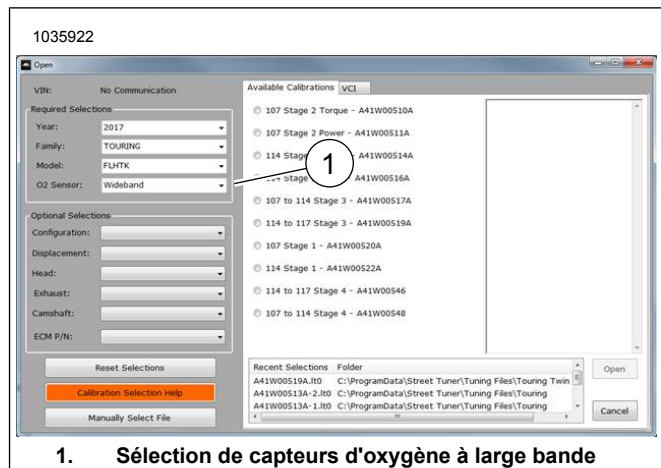 1035922
Open
VIN: No Communication
Required Selections
Year: 2017
Family: TOURING
Model: FLHTK
O2 Sensor: Wideband
Optional Selections
Configuration:
Displacement:
Head:
Exhaust:
Camshaft:
ECM P/N:
Reset Selections
Calibration Selection Help
Manually Select File
Available Calibrations VCI
107 Stage 2 Torque - A41W00510A
107 Stage 2 Power - A41W00511A
114 Stage - A41W00514A
114 Stage A41W00516A
107 to 114 Stage 3 - A41W00517A
114 to 117 Stage 3 - A41W00519A
107 Stage 1 - A41W00520A
114 Stage 1 - A41W00522A
114 to 117 Stage 4 - A41W00546
107 to 114 Stage 4 - A41W00548
1
Recent Selections Folder
A41W00519A.lt0 C:\ProgramData\Street Tuner\Tuning Files\Touring Twin
A41W00513A-2.lt0 C:\ProgramData\Street Tuner\Tuning Files\Touring
A41W00513A-1.lt0 C:\ProgramData\Street Tuner\Tuning Files\Touring
Open
Cancel
1. Sélection de capteurs d'oxygène à large bande